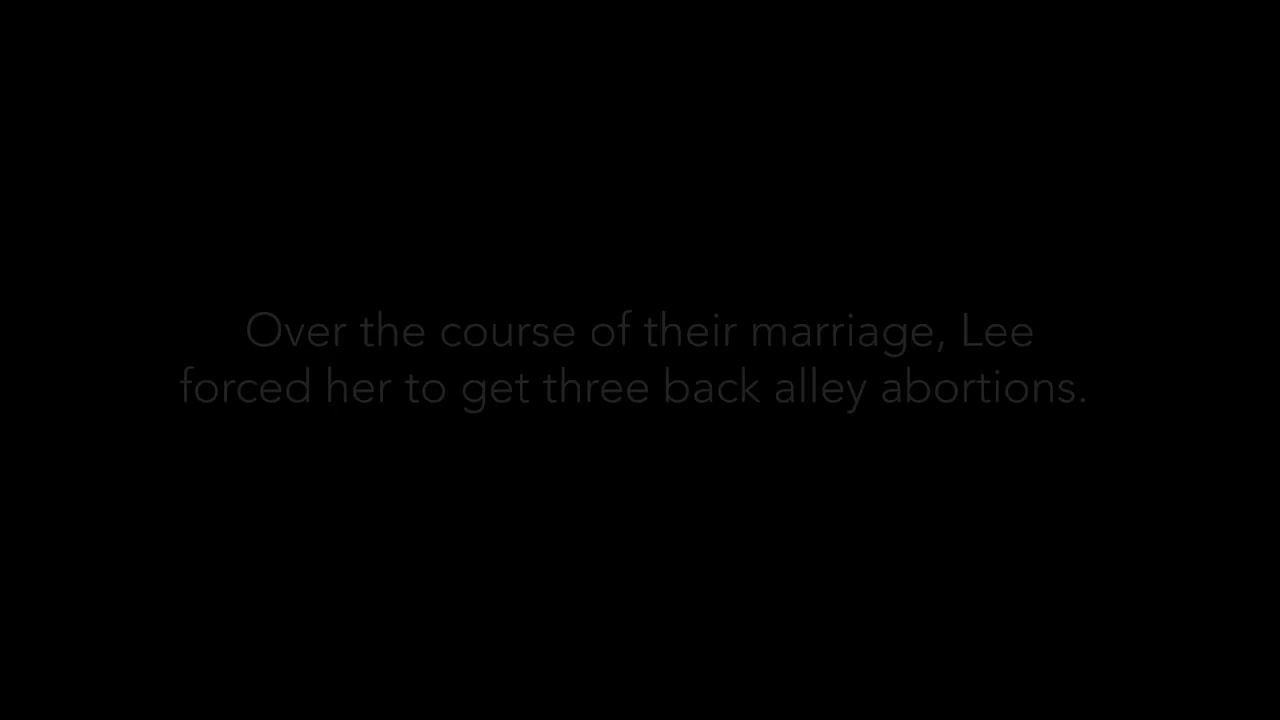 Over the course of their marriage, Lee
forced her to get three back alley abortions.